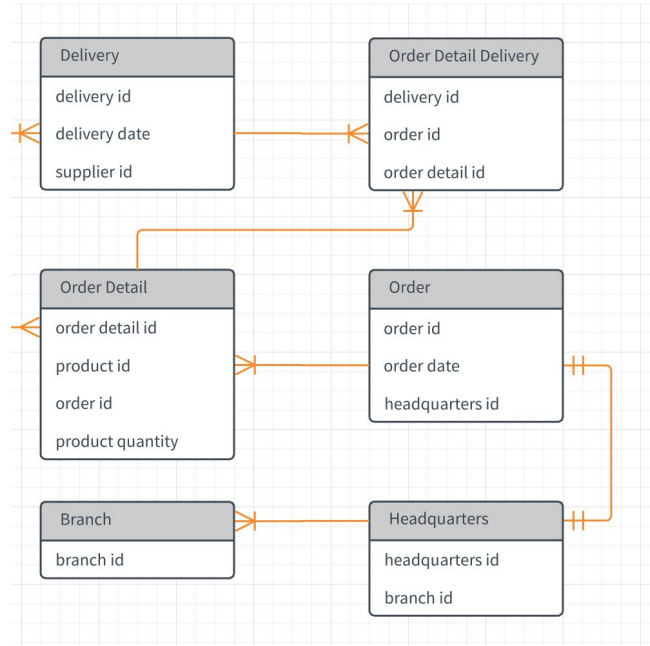 Delivery
delivery id
delivery date
supplier id
Order Detail Delivery
delivery id
order id
order detail id
Order Detail
order detail id
product id
order id
product quantity
Order
order id
order date
headquarters id
Branch
branch id
Headquarters
headquarters id
branch id